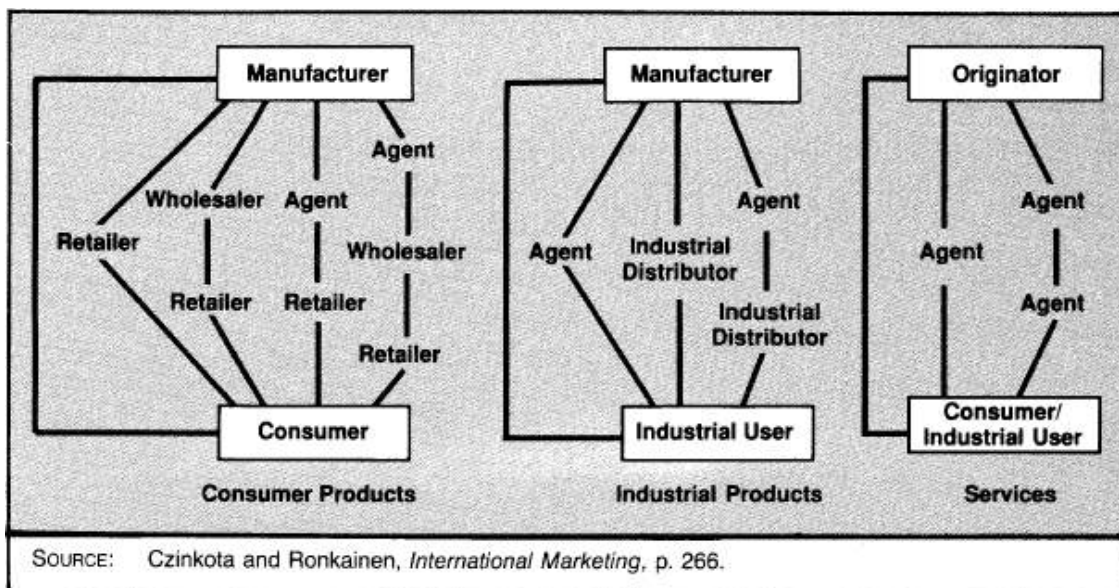 Manufacturer
Agent
Wholesaler
Agent
Retailer
Wholesaler
Retailer
Retailer
Retailer
Consumer
Consumer Products
Manufacturer
Agent
Agent
Industrial
Distributor
Industrial
Distributor
Industrial User
Industrial Products
Originator
Agent
Agent
Agent
Consumer/
Industrial User
Services
SOURCE: Czinkota and Ronkainen, International Marketing, p. 266.